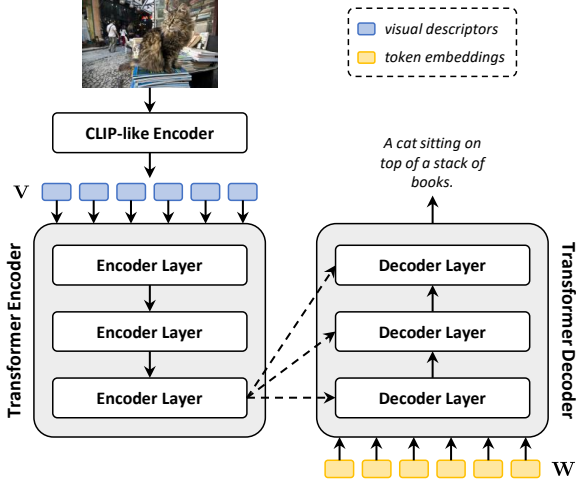 visual descriptors
token embeddings
CLIP-like Encoder
A cat sitting on
top of a stack of
books.
V
Transformer Encoder
Encoder Layer
Encoder Layer
Encoder Layer
Decoder Layer
Decoder Layer
Decoder Layer
Transformer Decoder
W